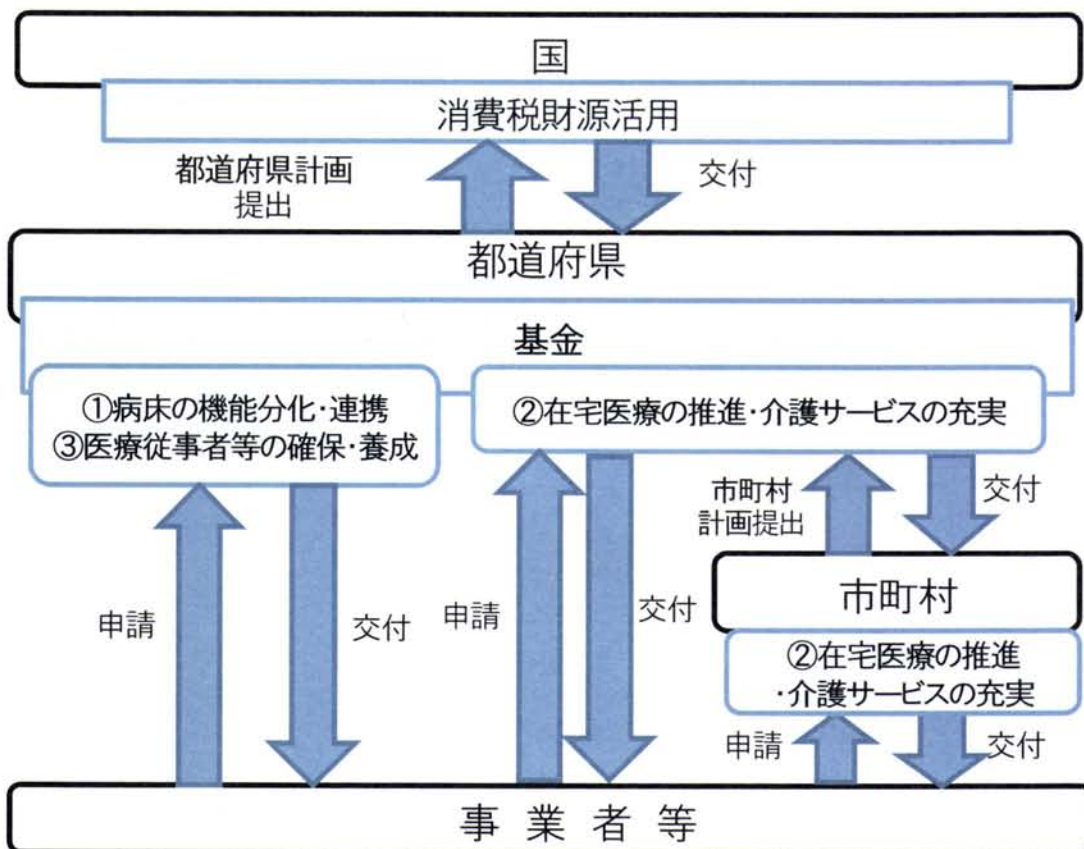 国
消費税財源活用
都道府県計画
提出
交付
都道府県
基金
①病床の機能分化・連携
③医療従事者等の確保・養成
②在宅医療の推進・介護サービスの充実
市町村
計画提出
交付
市町村
②在宅医療の推進
・介護サービスの充実
申請
交付
申請
交付
申請
交付
事業者等